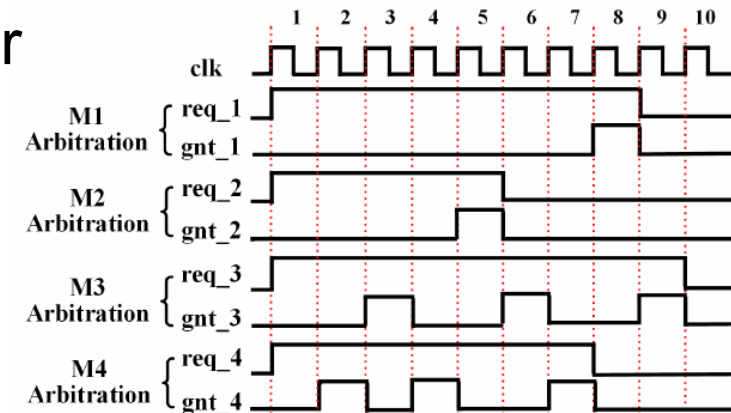 r
1 2 3 4 5 6 7 8 9 10
clk
M1
Arbitration
req_1
gnt_1
M2
Arbitration
req_2
gnt_2
M3
Arbitration
req_3
gnt_3
M4
Arbitration
req_4
gnt_4